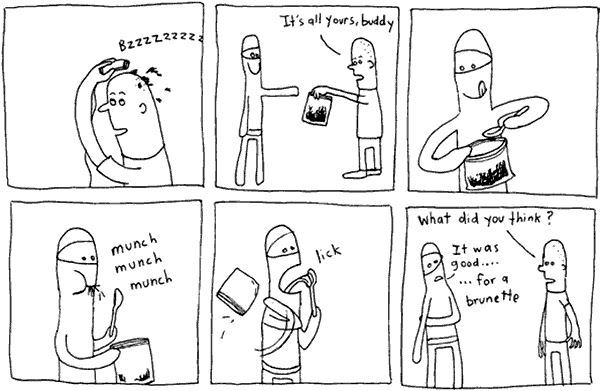 Bzzzzzzzzz
It's all yours, buddy
munch
munch
munch
lick
What did you think?
It was
good....
... for a
brunette